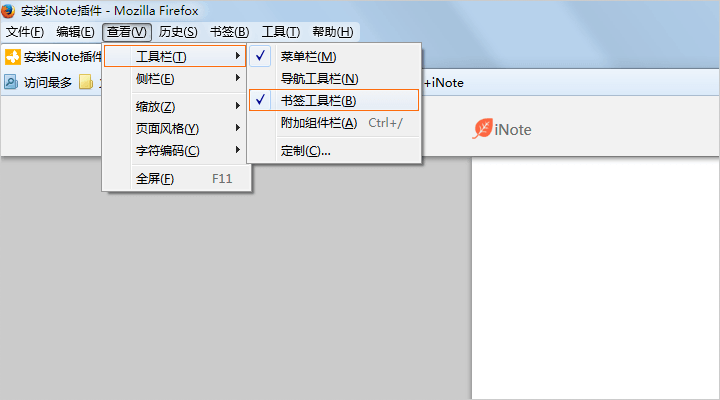 安装iNote插件 - Mozilla Firefox
文件(F) 编辑(E) 查看(V) 历史(S) 书签(B) 工具(T) 帮助(H)
安装iNote插件
访问最多
+iNote
工具栏(T)
侧栏(E)
缩放(Z)
页面风格(Y)
字符编码(C)
全屏(F) F11
菜单栏(M)
导航工具栏(N)
书签工具栏(B)
附加组件栏(A) Ctrl+/
定制(C)...
iNote